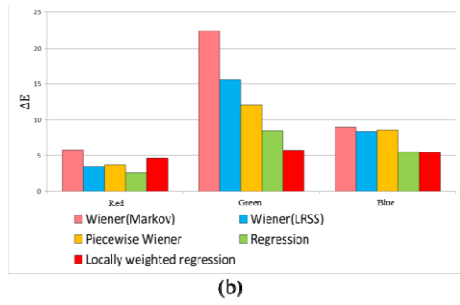 25
20
15
10
5
0
ΔE
Red Green Blue
Wiener(Markov) Wiener(LRSS)
Piecewise Wiener Regression
Locally weighted regression
(b)